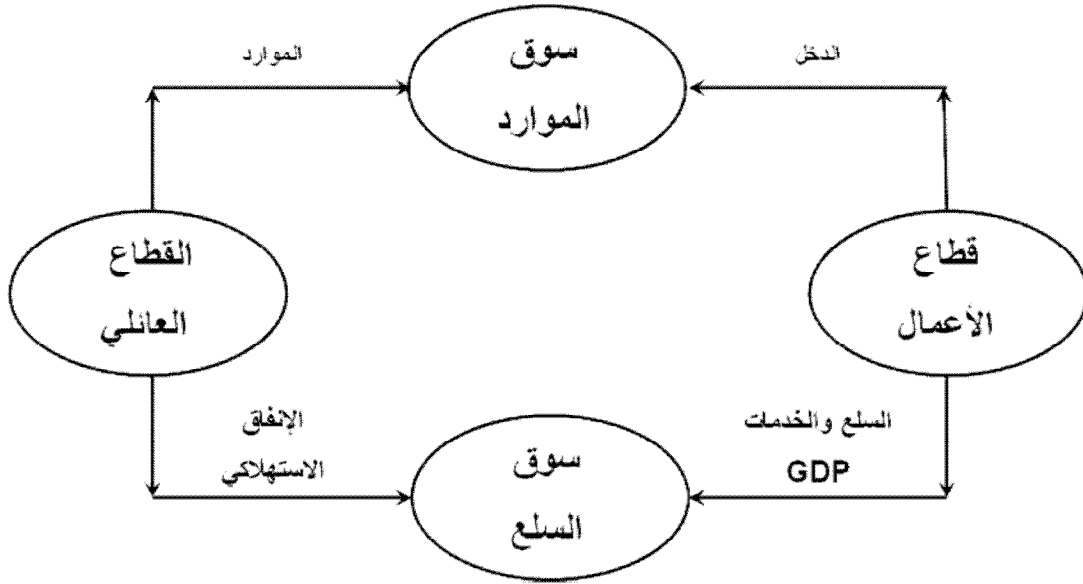 سوق
الموارد
الموارد
الدخل
القطاع
العائلي
قطاع
الأعمال
الإنفاق
الاستهلاكي
السلع والخدمات
GDP
سوق
السلع